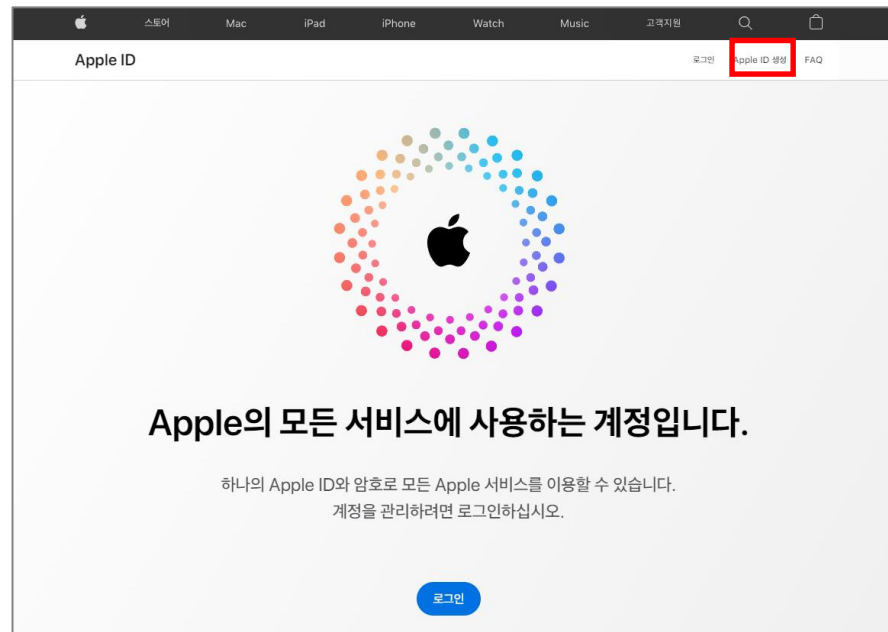 스토어 Mac iPad iPhone Watch Music 고객지원
Apple ID 로그인 Apple ID 생성 FAQ
Apple의 모든 서비스에 사용하는 계정입니다.
하나의 Apple ID와 암호로 모든 Apple 서비스를 이용할 수 있습니다.
계정을 관리하려면 로그인하십시오.
로그인